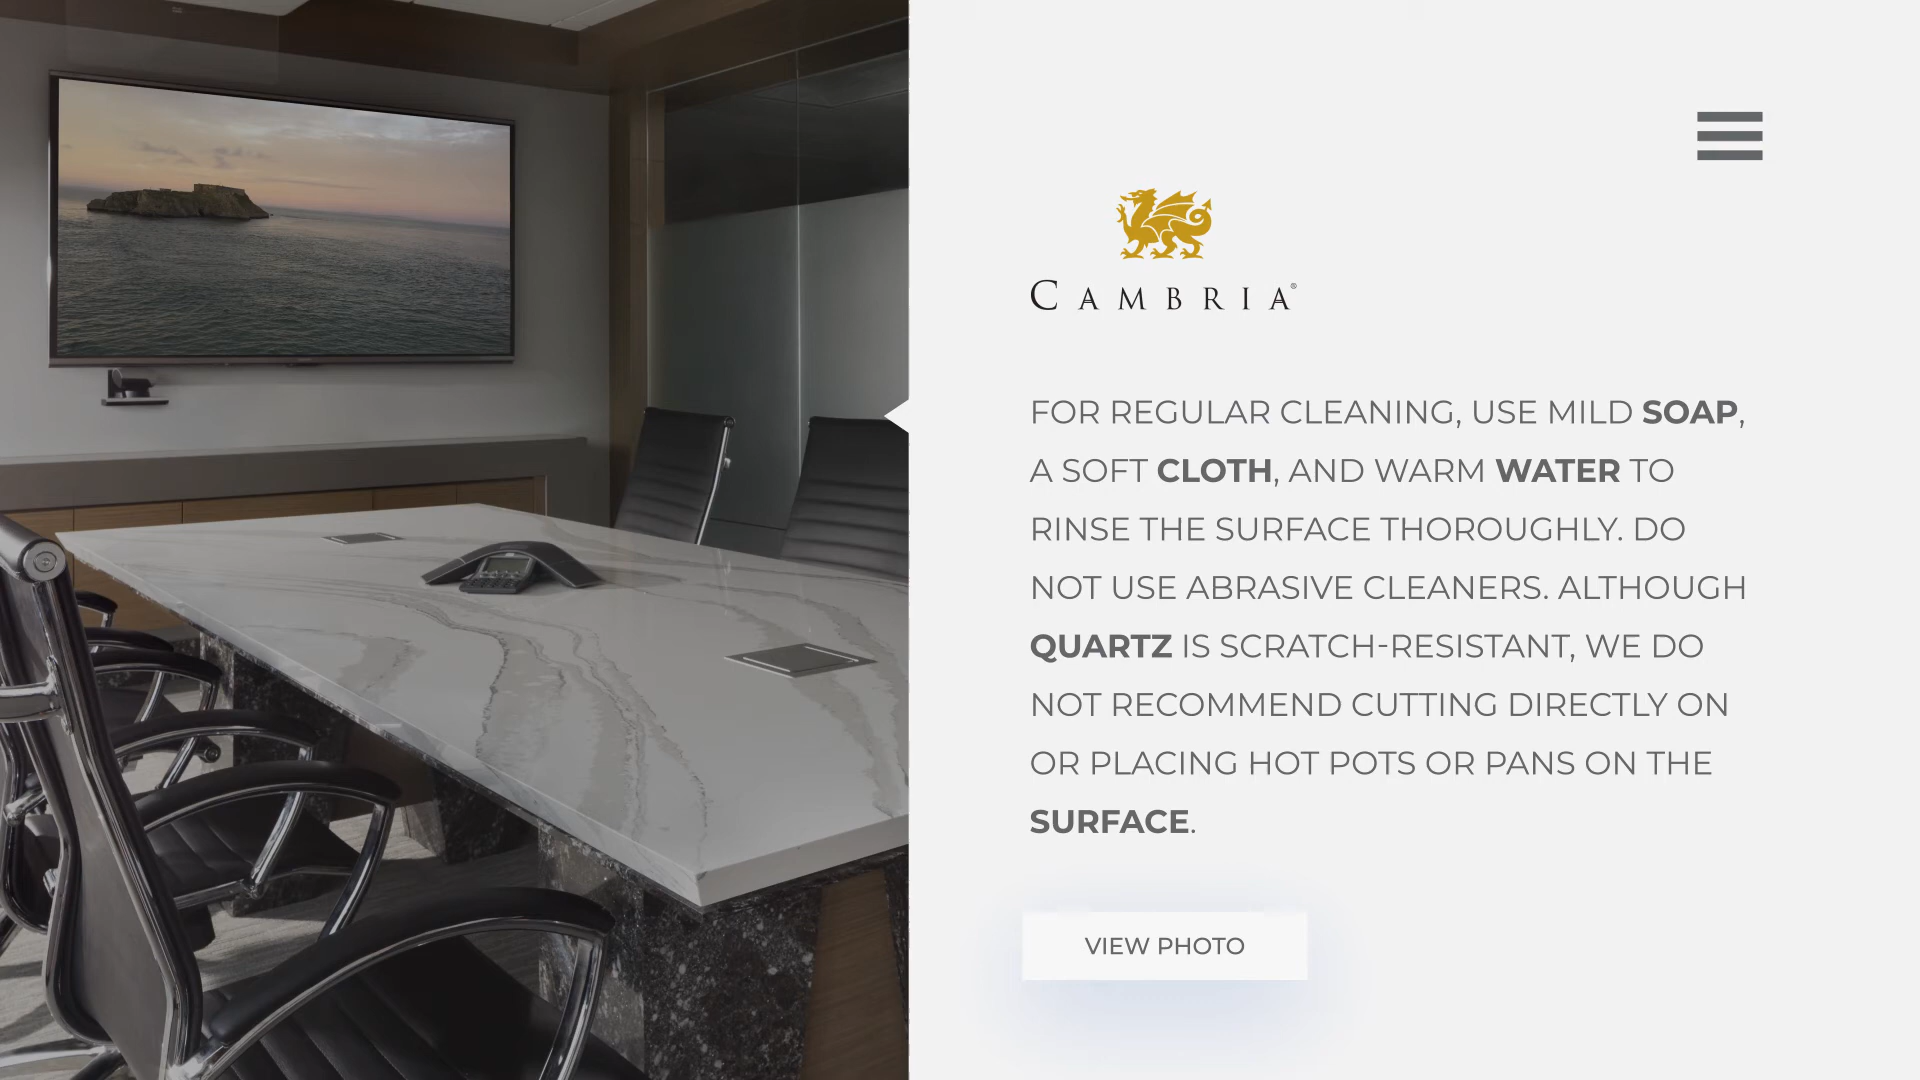 CAMBRIA®
FOR REGULAR CLEANING, USE MILD SOAP,
A SOFT CLOTH, AND WARM WATER TO
RINSE THE SURFACE THOROUGHLY. DO
NOT USE ABRASIVE CLEANERS. ALTHOUGH
QUARTZ IS SCRATCH-RESISTANT, WE DO
NOT RECOMMEND CUTTING DIRECTLY ON
OR PLACING HOT POTS OR PANS ON THE
SURFACE.
VIEW PHOTO